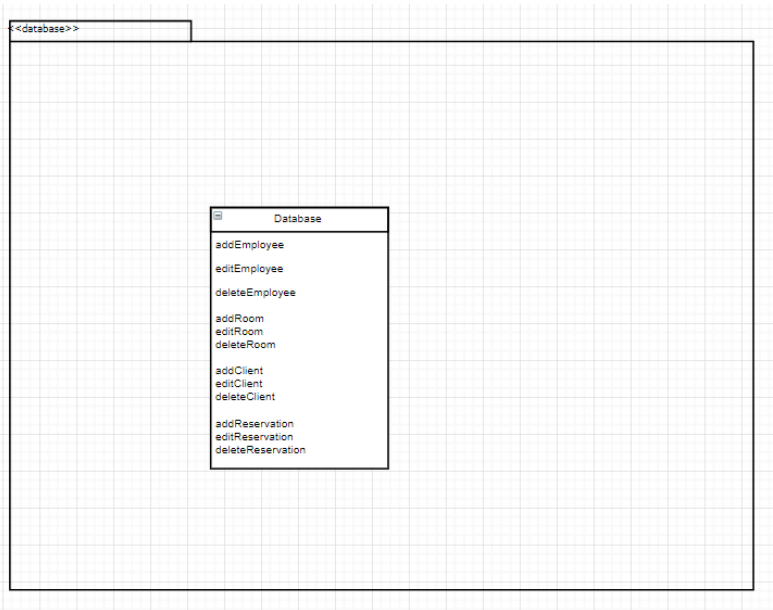 <<database>>
Database
addEmployee
editEmployee
deleteEmployee
addRoom
editRoom
deleteRoom
addClient
editClient
deleteClient
addReservation
editReservation
deleteReservation